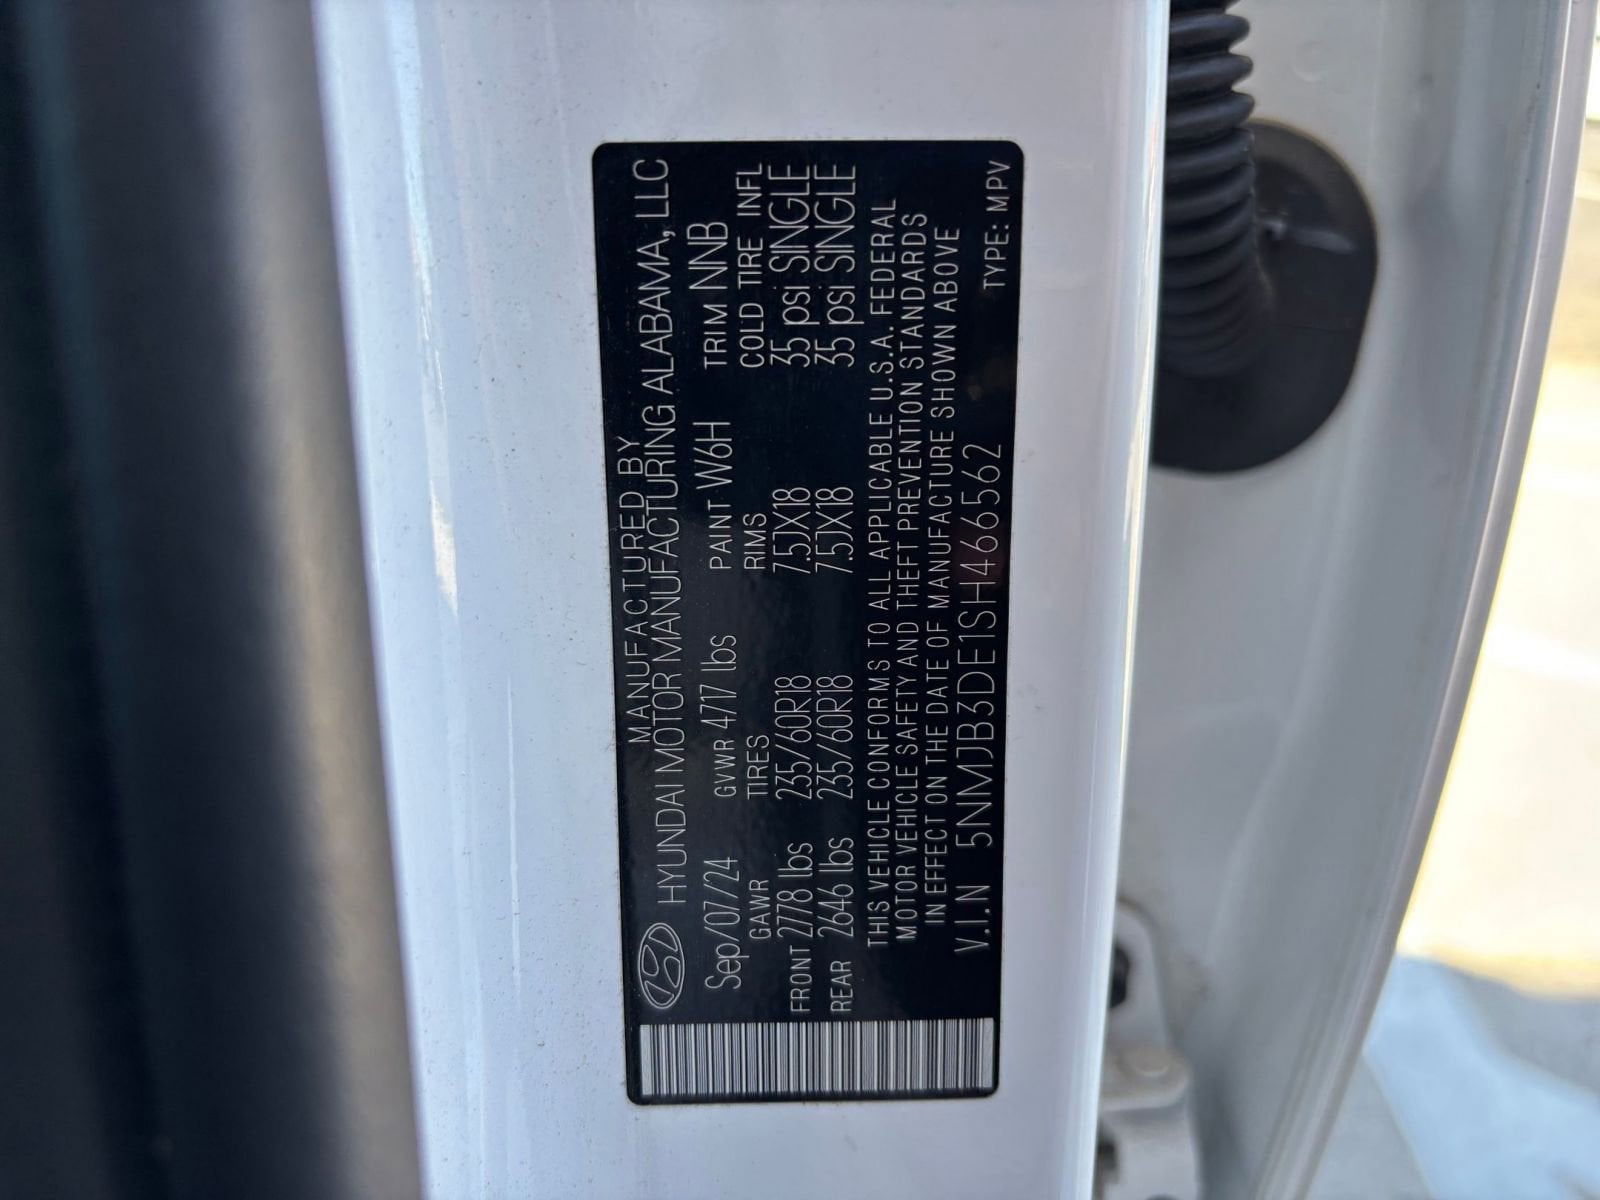 MANUFACTURED BY
HYUNDAI MOTOR MANUFACTURING ALABAMA, LLC
Sep/07/24 GVWR 4717 lbs PAINT W6H TRIM NNB
GAWR TIRES RIMS COLD TIRE INFL
FRONT 2778 lbs 235/60R18 7.5JX18 35 psi SINGLE
REAR 2646 lbs 235/60R18 7.5JX18 35 psi SINGLE
THIS VEHICLE CONFORMS TO ALL APPLICABLE U.S.A. FEDERAL
MOTOR VEHICLE SAFETY AND THEFT PREVENTION STANDARDS
IN EFFECT ON THE DATE OF MANUFACTURE SHOWN ABOVE
V.I.N 5NMJB3DE1SH466562 TYPE: MPV